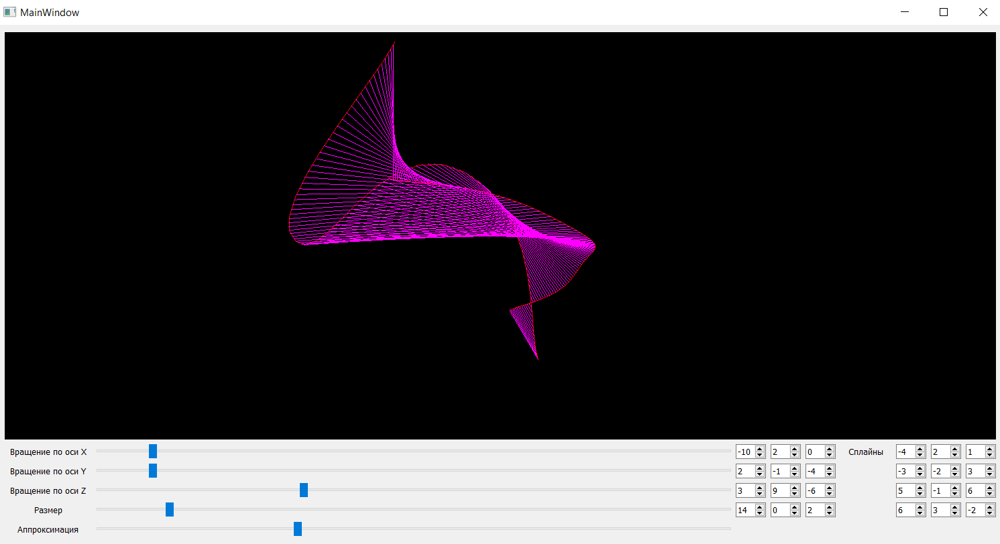 MainWindow
Вращение по оси X -10 2 0 Сплайны -4 2 1
Вращение по оси Y 2 -1 -4 -3 -2 3
Вращение по оси Z 3 9 -6 5 -1 6
Размер 14 0 2 6 3 -2
Аппроксимация